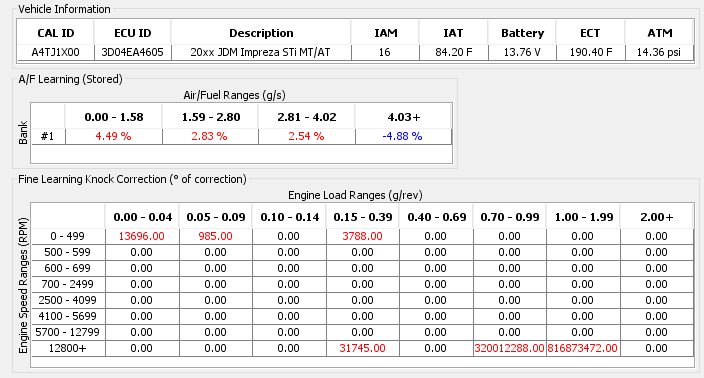 Vehicle Information
CAL ID ECU ID Description IAM IAT Battery ECT ATM
A4TJ1X00 3D04EA4605 20xx JDM Impreza STi MT/AT 16 84.20 F 13.76 V 190.40 F 14.36 psi
A/F Learning (Stored)
Air/Fuel Ranges (g/s)
Bank
0.00 - 1.58 1.59 - 2.80 2.81 - 4.02 4.03+
#1 4.49 % 2.83 % 2.54 % -4.88 %
Fine Learning Knock Correction (° of correction)
Engine Load Ranges (g/rev)
Engine Speed Ranges (RPM)
0.00 - 0.04 0.05 - 0.09 0.10 - 0.14 0.15 - 0.39 0.40 - 0.69 0.70 - 0.99 1.00 - 1.99 2.00+
0 - 499 13696.00 985.00 0.00 3788.00 0.00 0.00 0.00 0.00
500 - 599 0.00 0.00 0.00 0.00 0.00 0.00 0.00 0.00
600 - 699 0.00 0.00 0.00 0.00 0.00 0.00 0.00 0.00
700 - 2499 0.00 0.00 0.00 0.00 0.00 0.00 0.00 0.00
2500 - 4099 0.00 0.00 0.00 0.00 0.00 0.00 0.00 0.00
4100 - 5699 0.00 0.00 0.00 0.00 0.00 0.00 0.00 0.00
5700 - 12799 0.00 0.00 0.00 0.00 0.00 0.00 0.00 0.00
12800+ 0.00 0.00 0.00 31745.00 0.00 320012288.00 816873472.00 0.00